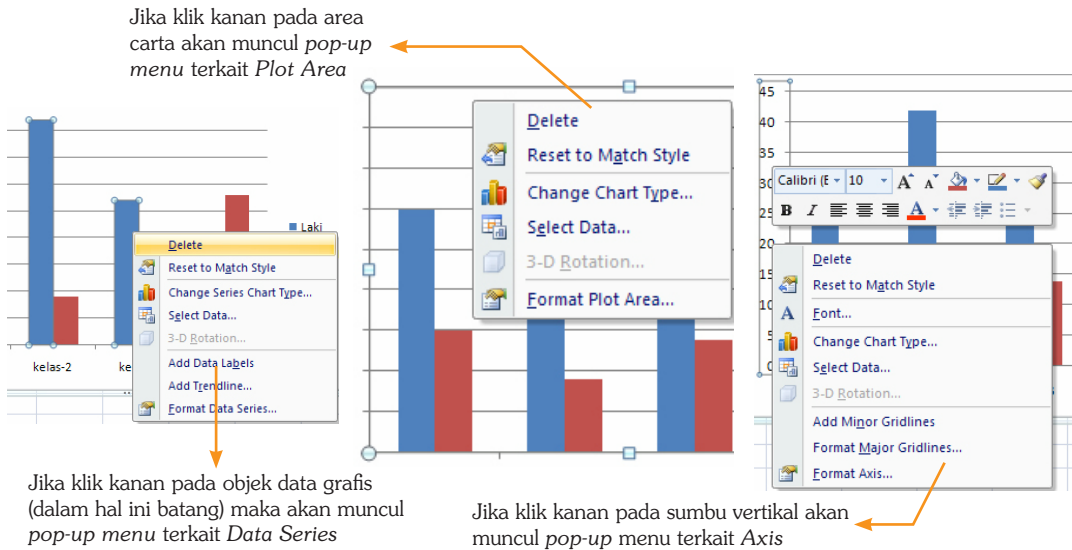 Jika klik kanan pada area
carta akan muncul pop-up
menu terkait Plot Area
Laki
Delete
Reset to Match Style
Change Series Chart Type...
Select Data...
3-D Rotation...
Add Data Labels
Add Trendline...
Format Data Series...
kelas-2
ke
Jika klik kanan pada objek data grafis
(dalam hal ini batang) maka akan muncul
pop-up menu terkait Data Series
Delete
Reset to Match Style
Change Chart Type...
Select Data...
3-D Rotation...
Format Plot Area...
45
40
35
30
25
20
15
10
5
0
Calibri (E 10 A A
B I A
Delete
Reset to Match Style
Font...
Change Chart Type...
Select Data...
3-D Rotation...
Add Minor Gridlines
Format Major Gridlines...
Format Axis...
Jika klik kanan pada sumbu vertikal akan
muncul pop-up menu terkait Axis